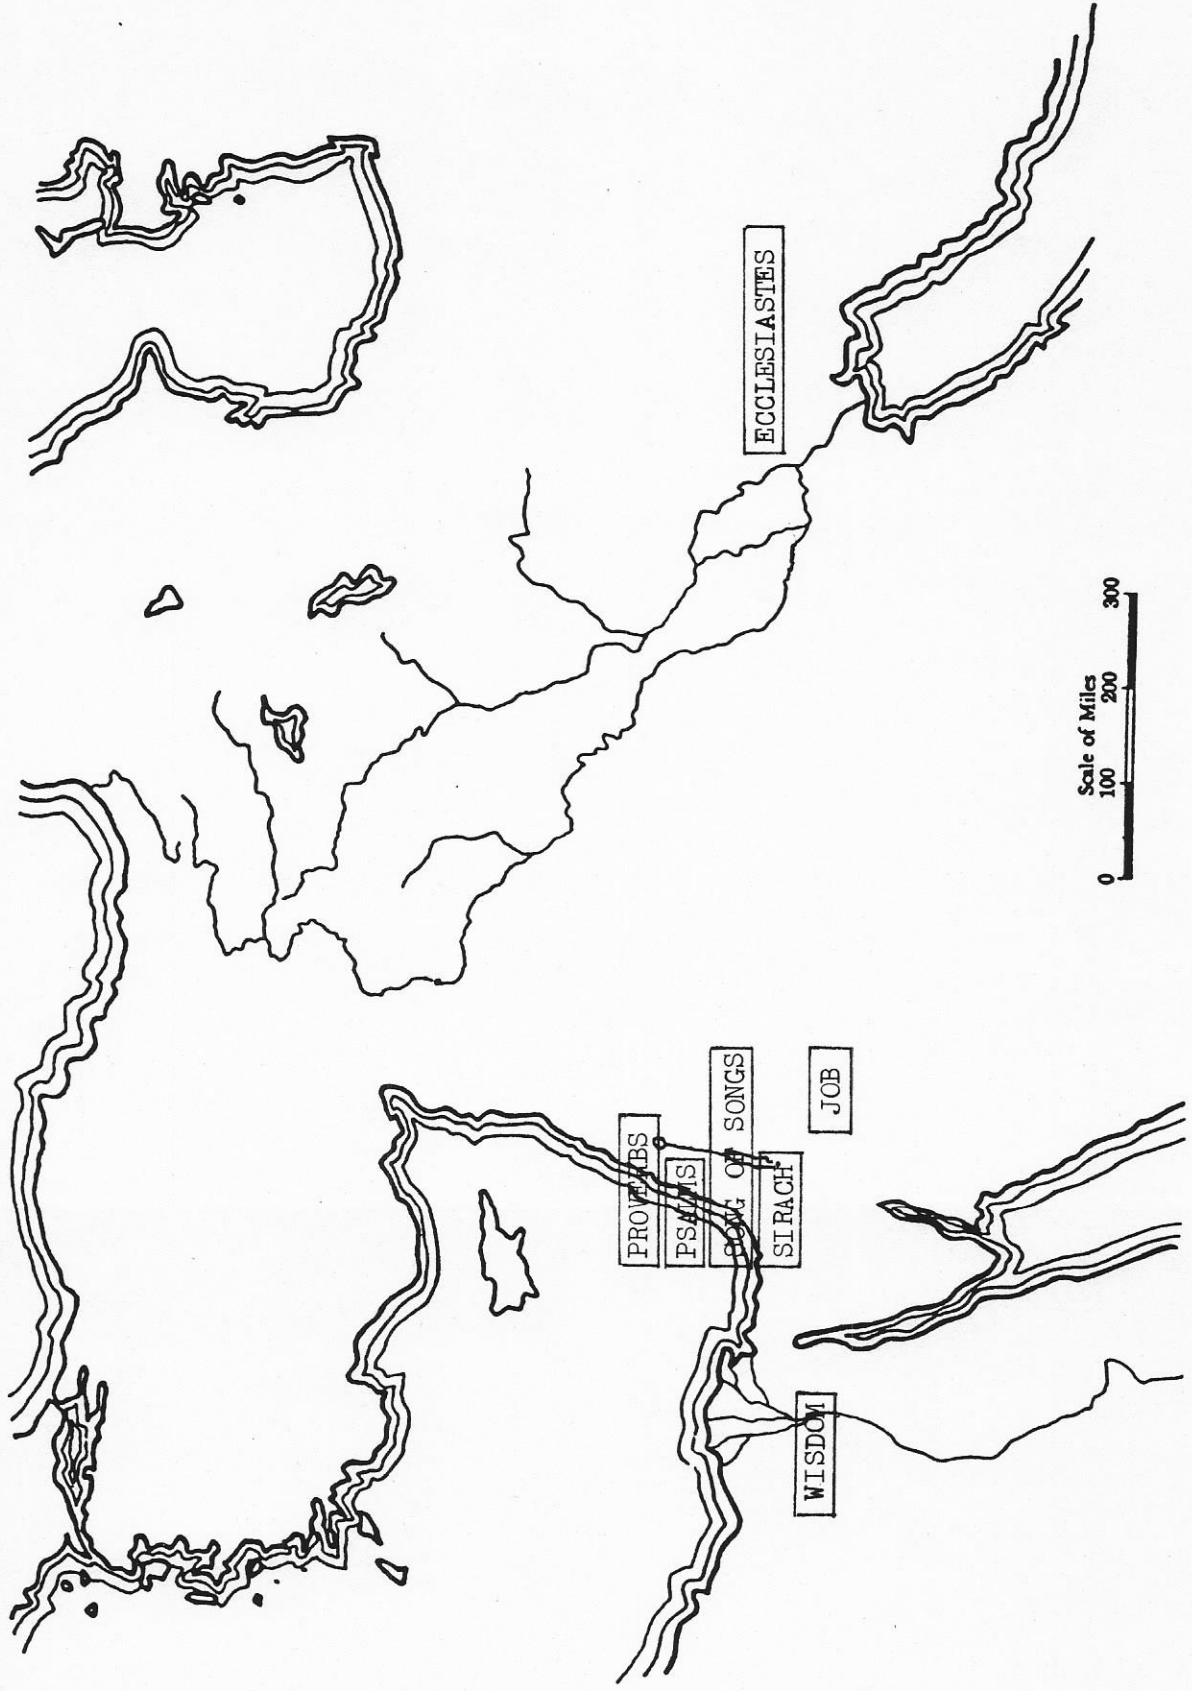 ECCLESIASTES
PROVERBS
PSALMS
SONG OF SONGS
SIRACH
JOB
WISDOM
Scale of Miles
0 100 200 300